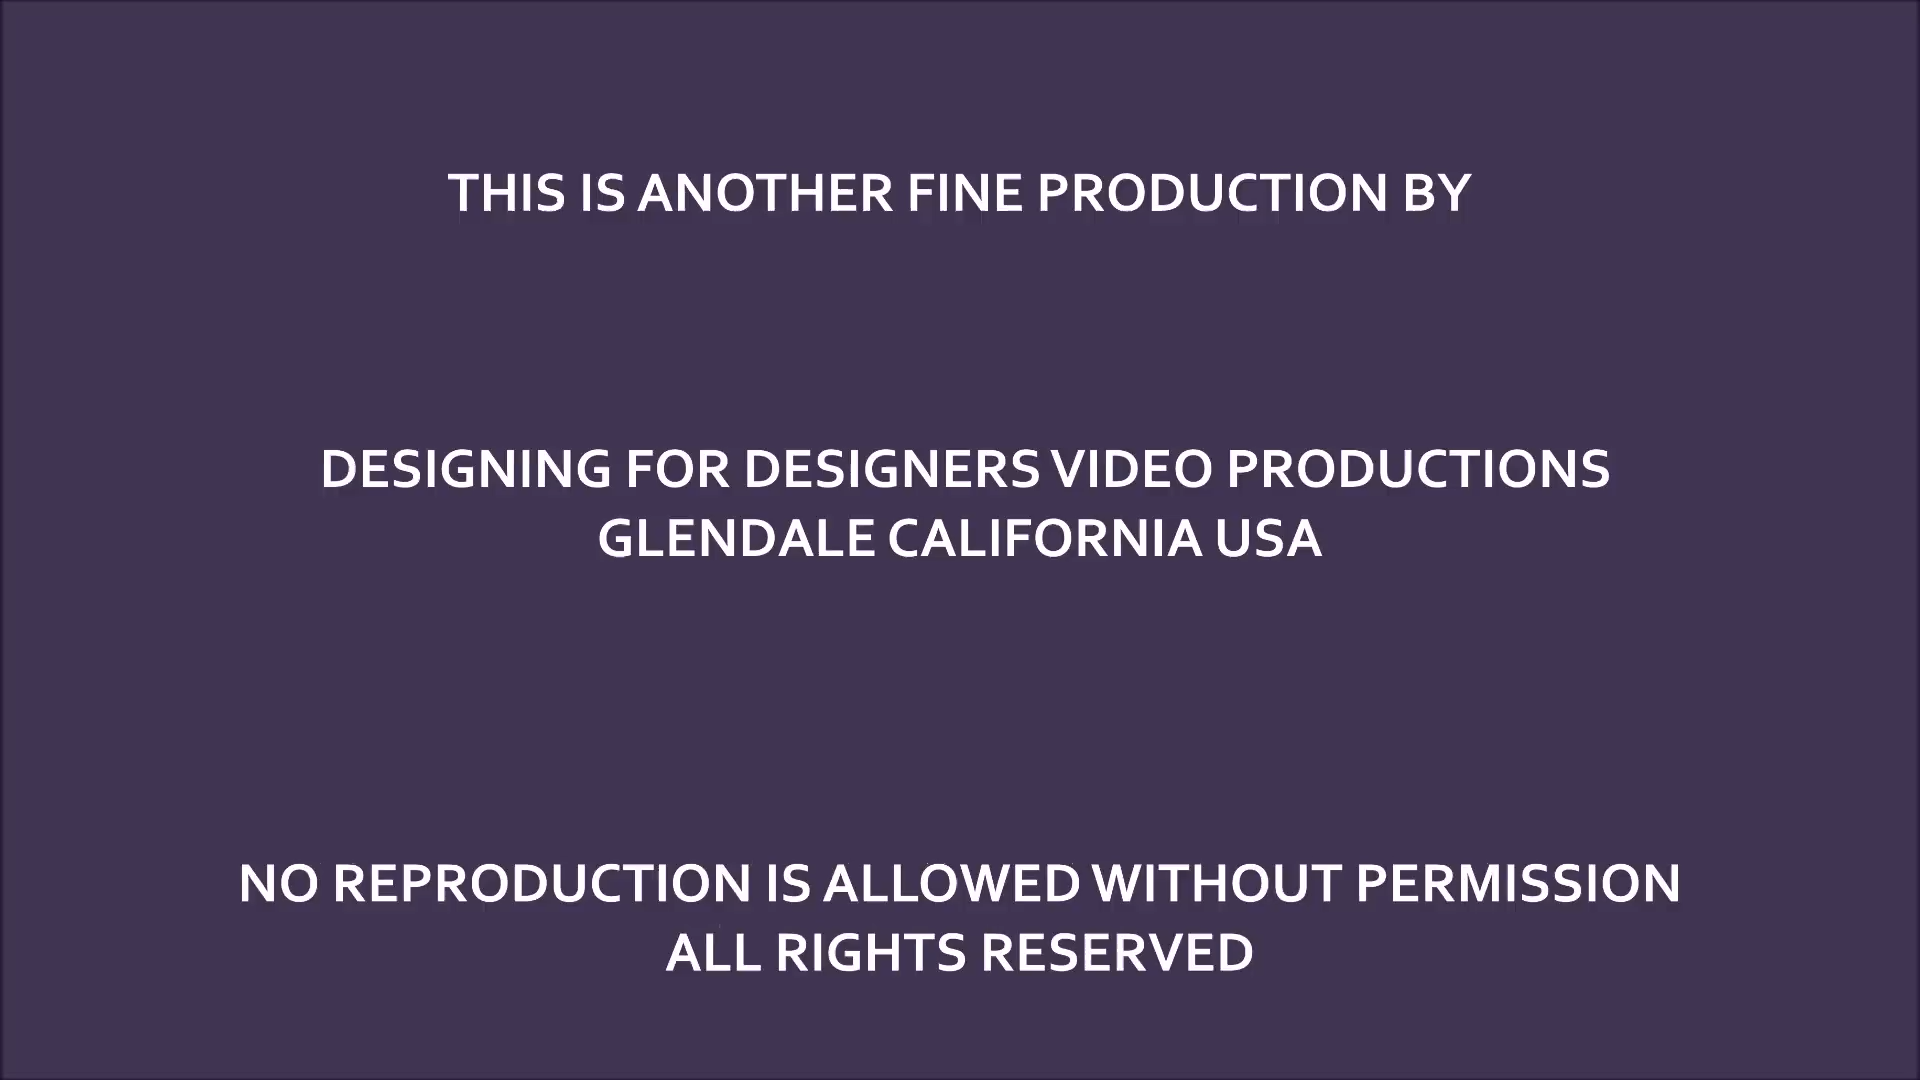 THIS IS ANOTHER FINE PRODUCTION BY
DESIGNING FOR DESIGNERS VIDEO PRODUCTIONS
GLENDALE CALIFORNIA USA
NO REPRODUCTION IS ALLOWED WITHOUT PERMISSION
ALL RIGHTS RESERVED